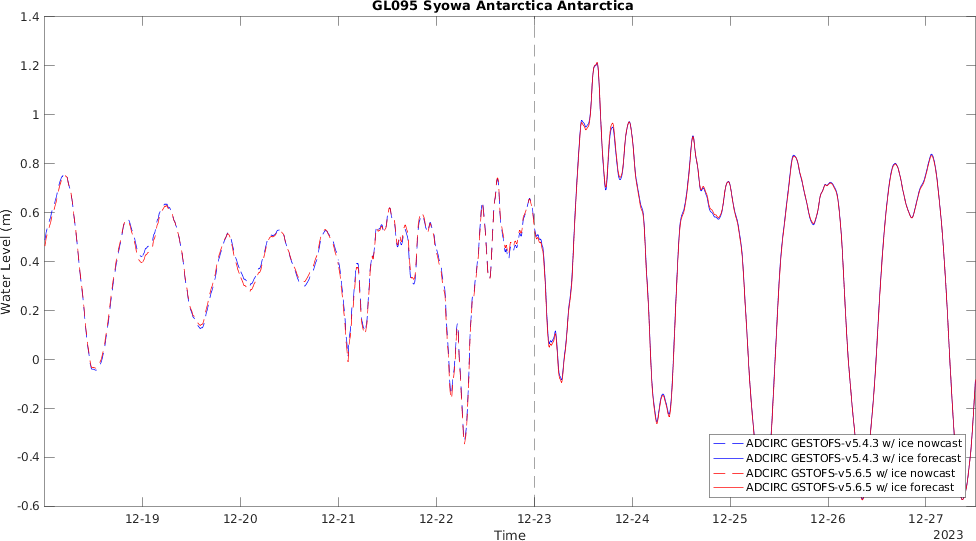 GL095 Syowa Antarctica Antarctica
1.4
1.2
1
0.8
0.6
0.4
0.2
0
-0.2
-0.4
-0.6
Water Level (m)
ADCIRC GESTOFS-v5.4.3 w/ ice nowcast
ADCIRC GESTOFS-v5.4.3 w/ ice forecast
ADCIRC GSTOFS-v5.6.5 w/ ice nowcast
ADCIRC GSTOFS-v5.6.5 w/ ice forecast
12-19 12-20 12-21 12-22 12-23 12-24 12-25 12-26 12-27
Time
2023